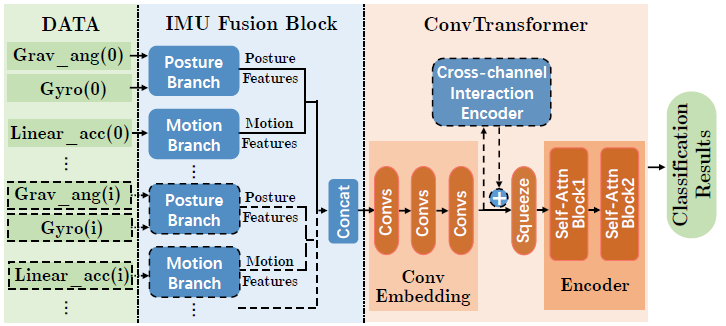 DATA
IMU Fusion Block
ConvTransformer
Grav_ang(0)
Gyro(0)
Linear_acc(0)
⋮
Grav_ang(i)
Gyro(i)
Linear_acc(i)
⋮
Posture
Branch
Posture
Features
Motion
Branch
Motion
Features
⋮
Posture
Branch
Posture
Features
Motion
Branch
Motion
Features
⋮
Concat
Cross-channel
Interaction
Encoder
Convs
Convs
Convs
Conv
Embedding
+
Squeeze
Self-Attn
Block1
Self-Attn
Block2
Encoder
Classification
Results